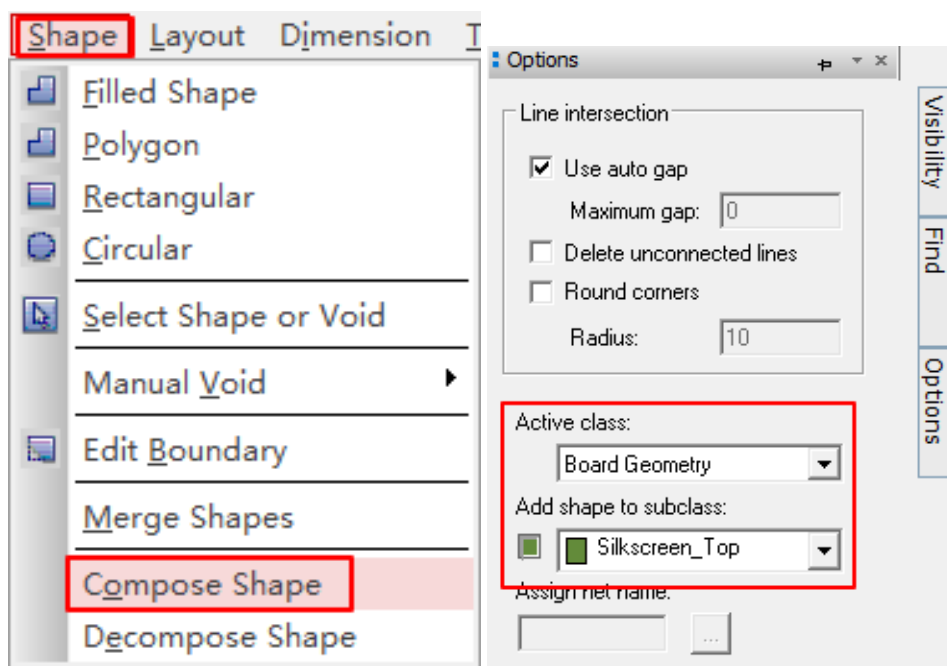 Shape Layout Dimension T
Filled Shape
Polygon
Rectangular
Circular
Select Shape or Void
Manual Void
Edit Boundary
Merge Shapes
Compose Shape
Decompose Shape
Options
Line intersection
Use auto gap
Maximum gap: 0
Delete unconnected lines
Round corners
Radius: 10
Active class:
Board Geometry
Add shape to subclass:
Silkscreen_Top
Assign net name:
...
Visibility
Find
Options